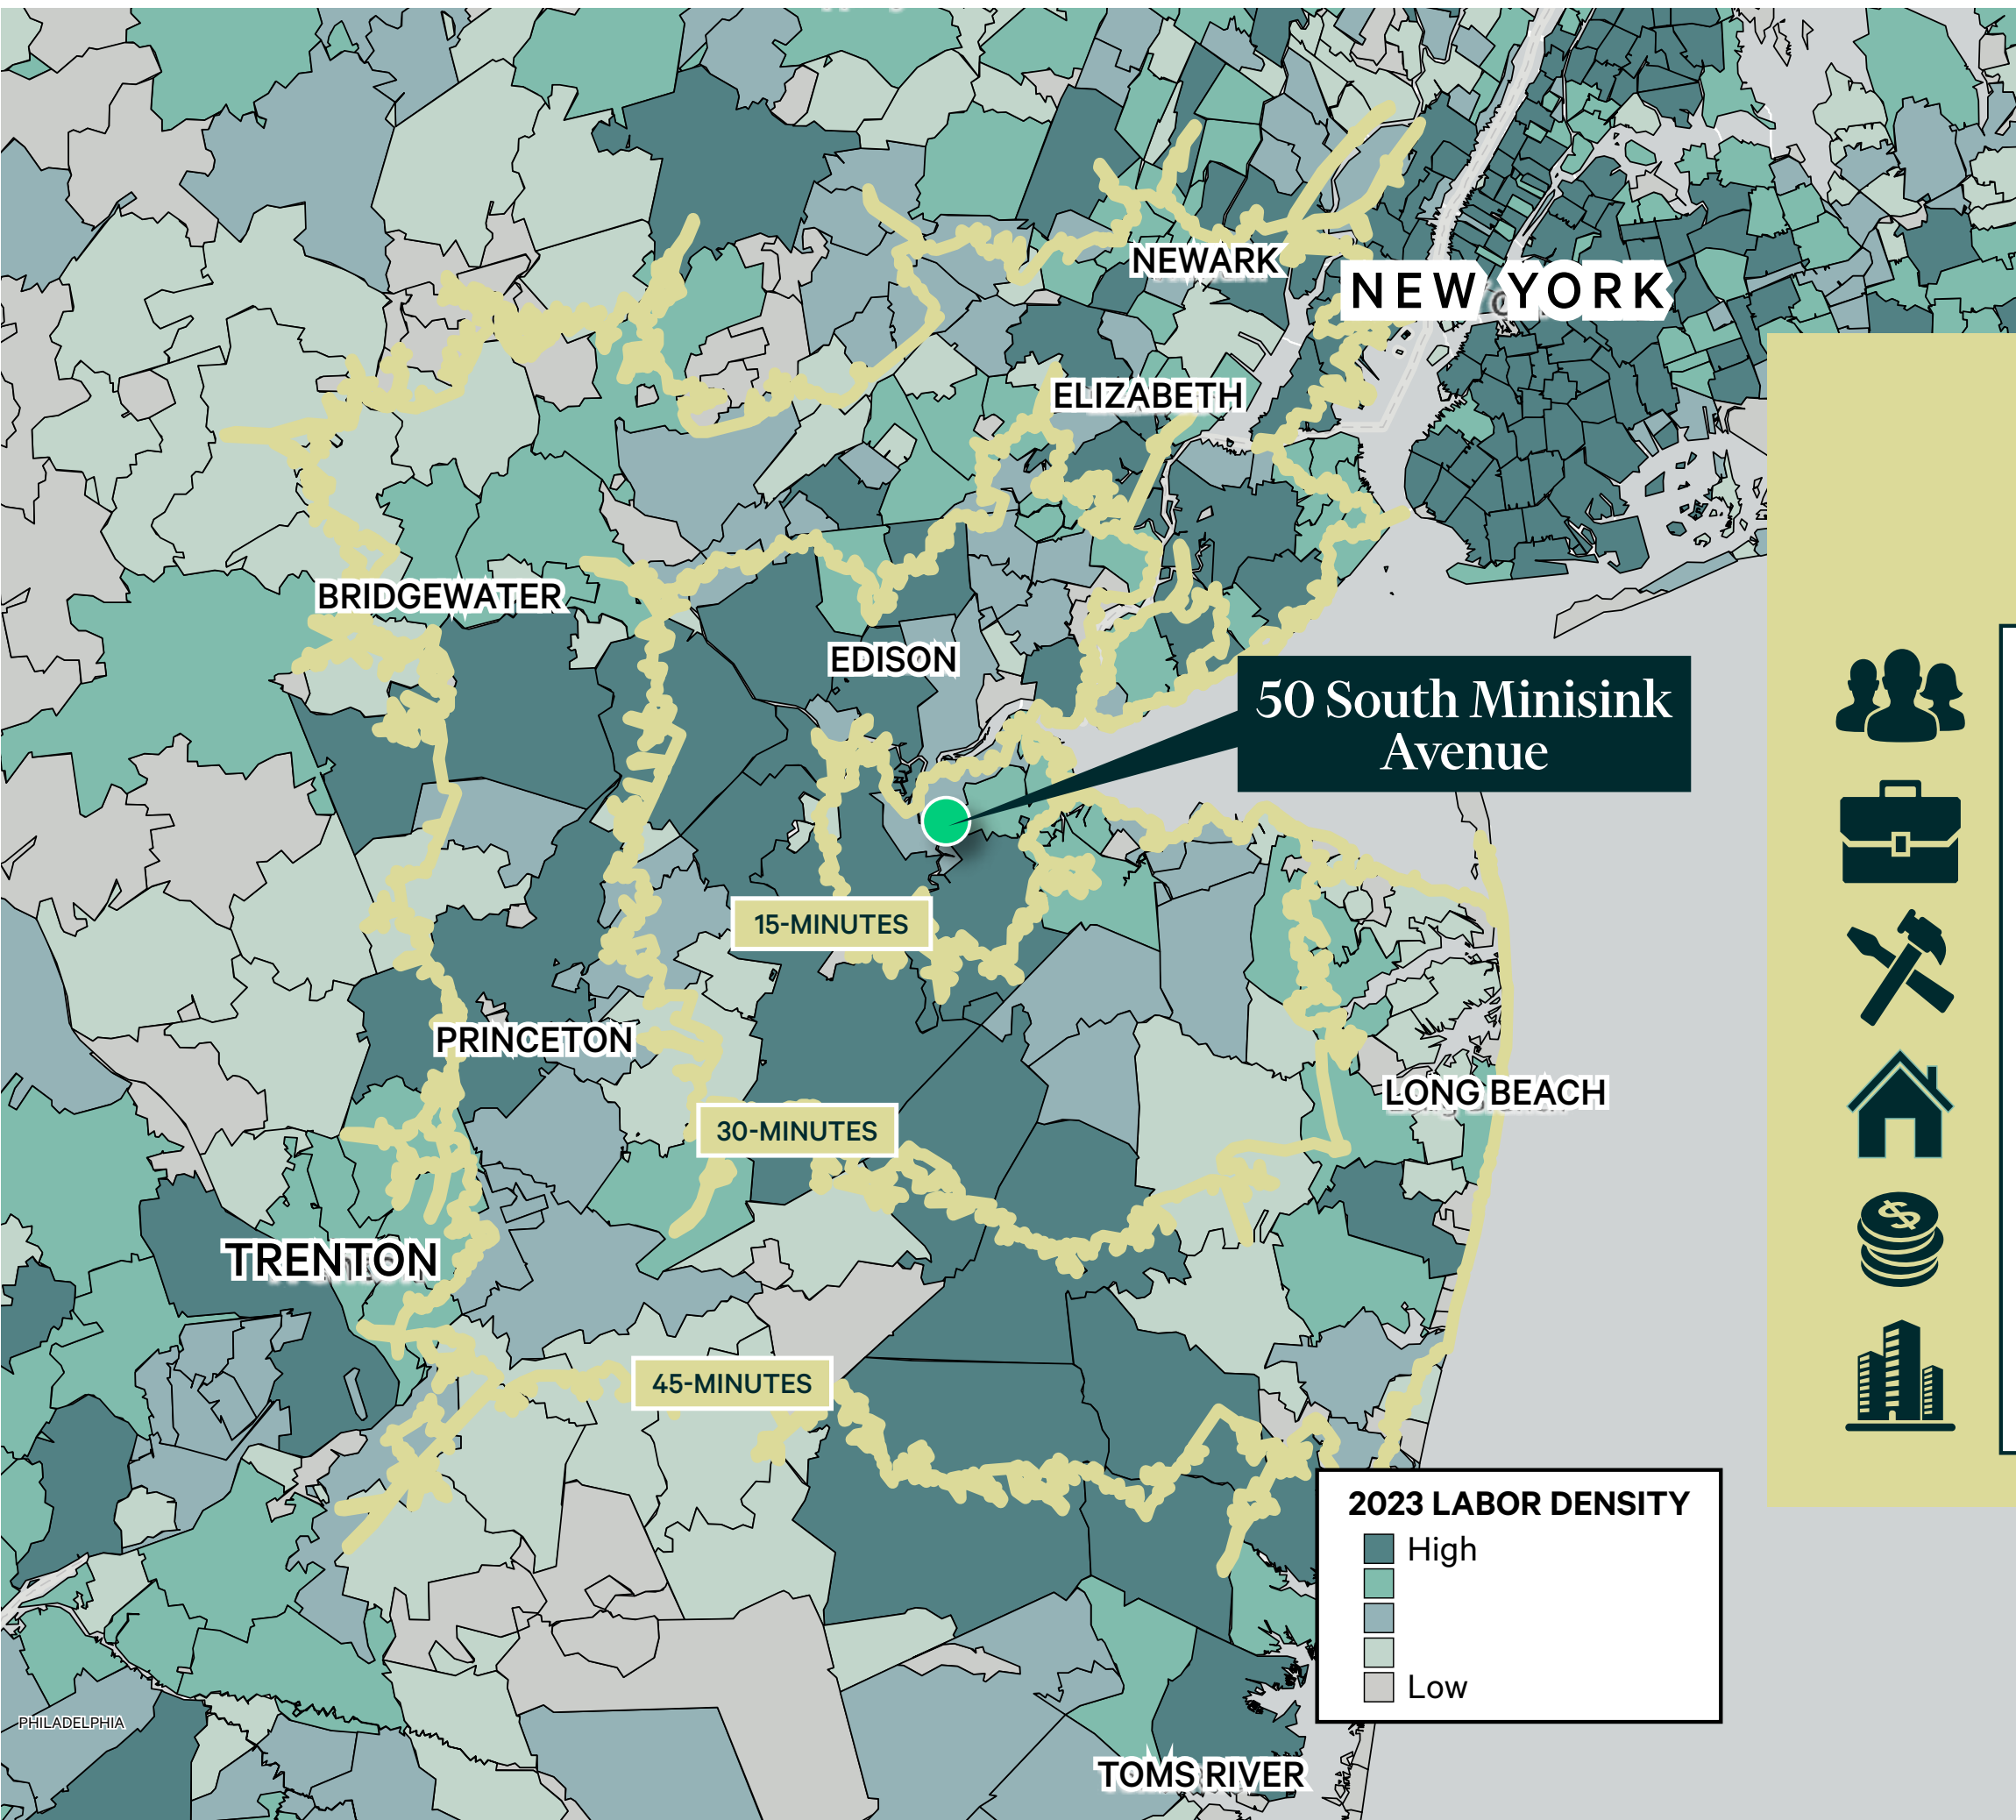 NEWARK
NEW YORK
ELIZABETH
BRIDGEWATER
EDISON
50 South Minisink
Avenue
15-MINUTES
PRINCETON
LONG BEACH
30-MINUTES
TRENTON
45-MINUTES
2023 LABOR DENSITY
High
Low
PHILADELPHIA
TOMS RIVER
$